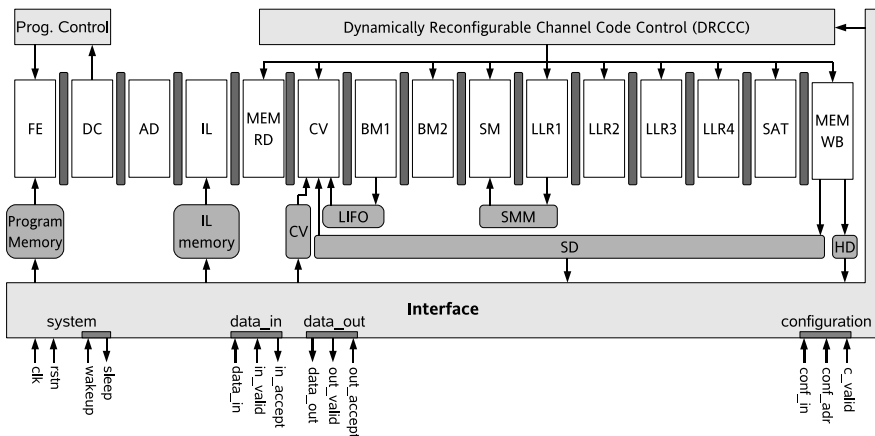 Prog. Control
Dynamically Reconfigurable Channel Code Control (DRCCC)
FE
DC
AD
IL
MEM
RD
CV
BM1
BM2
SM
LLR1
LLR2
LLR3
LLR4
SAT
MEM
WB
Program
Memory
IL
memory
CV
LIFO
SMM
SD
HD
Interface
system
data_in
data_out
configuration
clk
rstn
wakeup
sleep
data_in
in_valid
in_accept
data_out
out_valid
out_accept
conf_in
conf_adr
c_valid